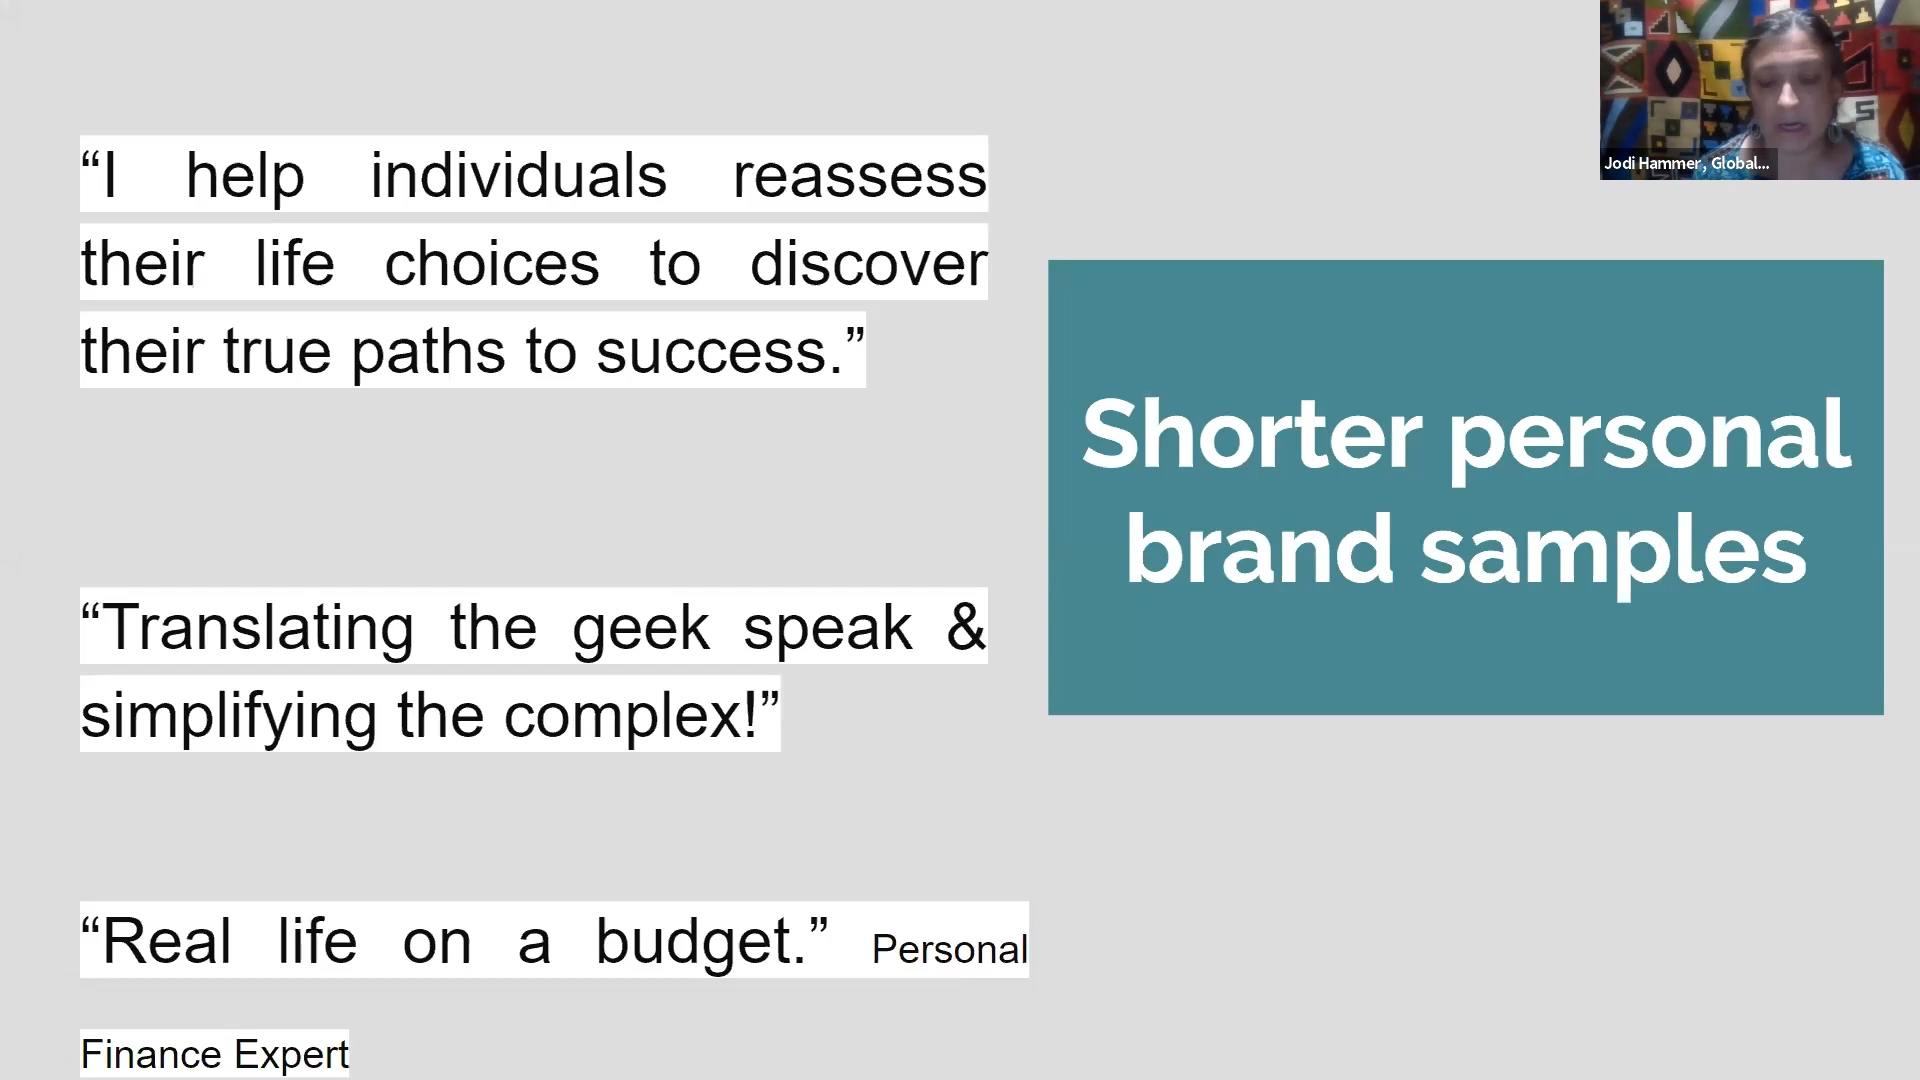 “I help individuals reassess
their life choices to discover
their true paths to success.”
“Translating the geek speak &
simplifying the complex!”
“Real life on a budget.” Personal
Finance Expert
Shorter personal
brand samples
Jodi Hammer, Global...